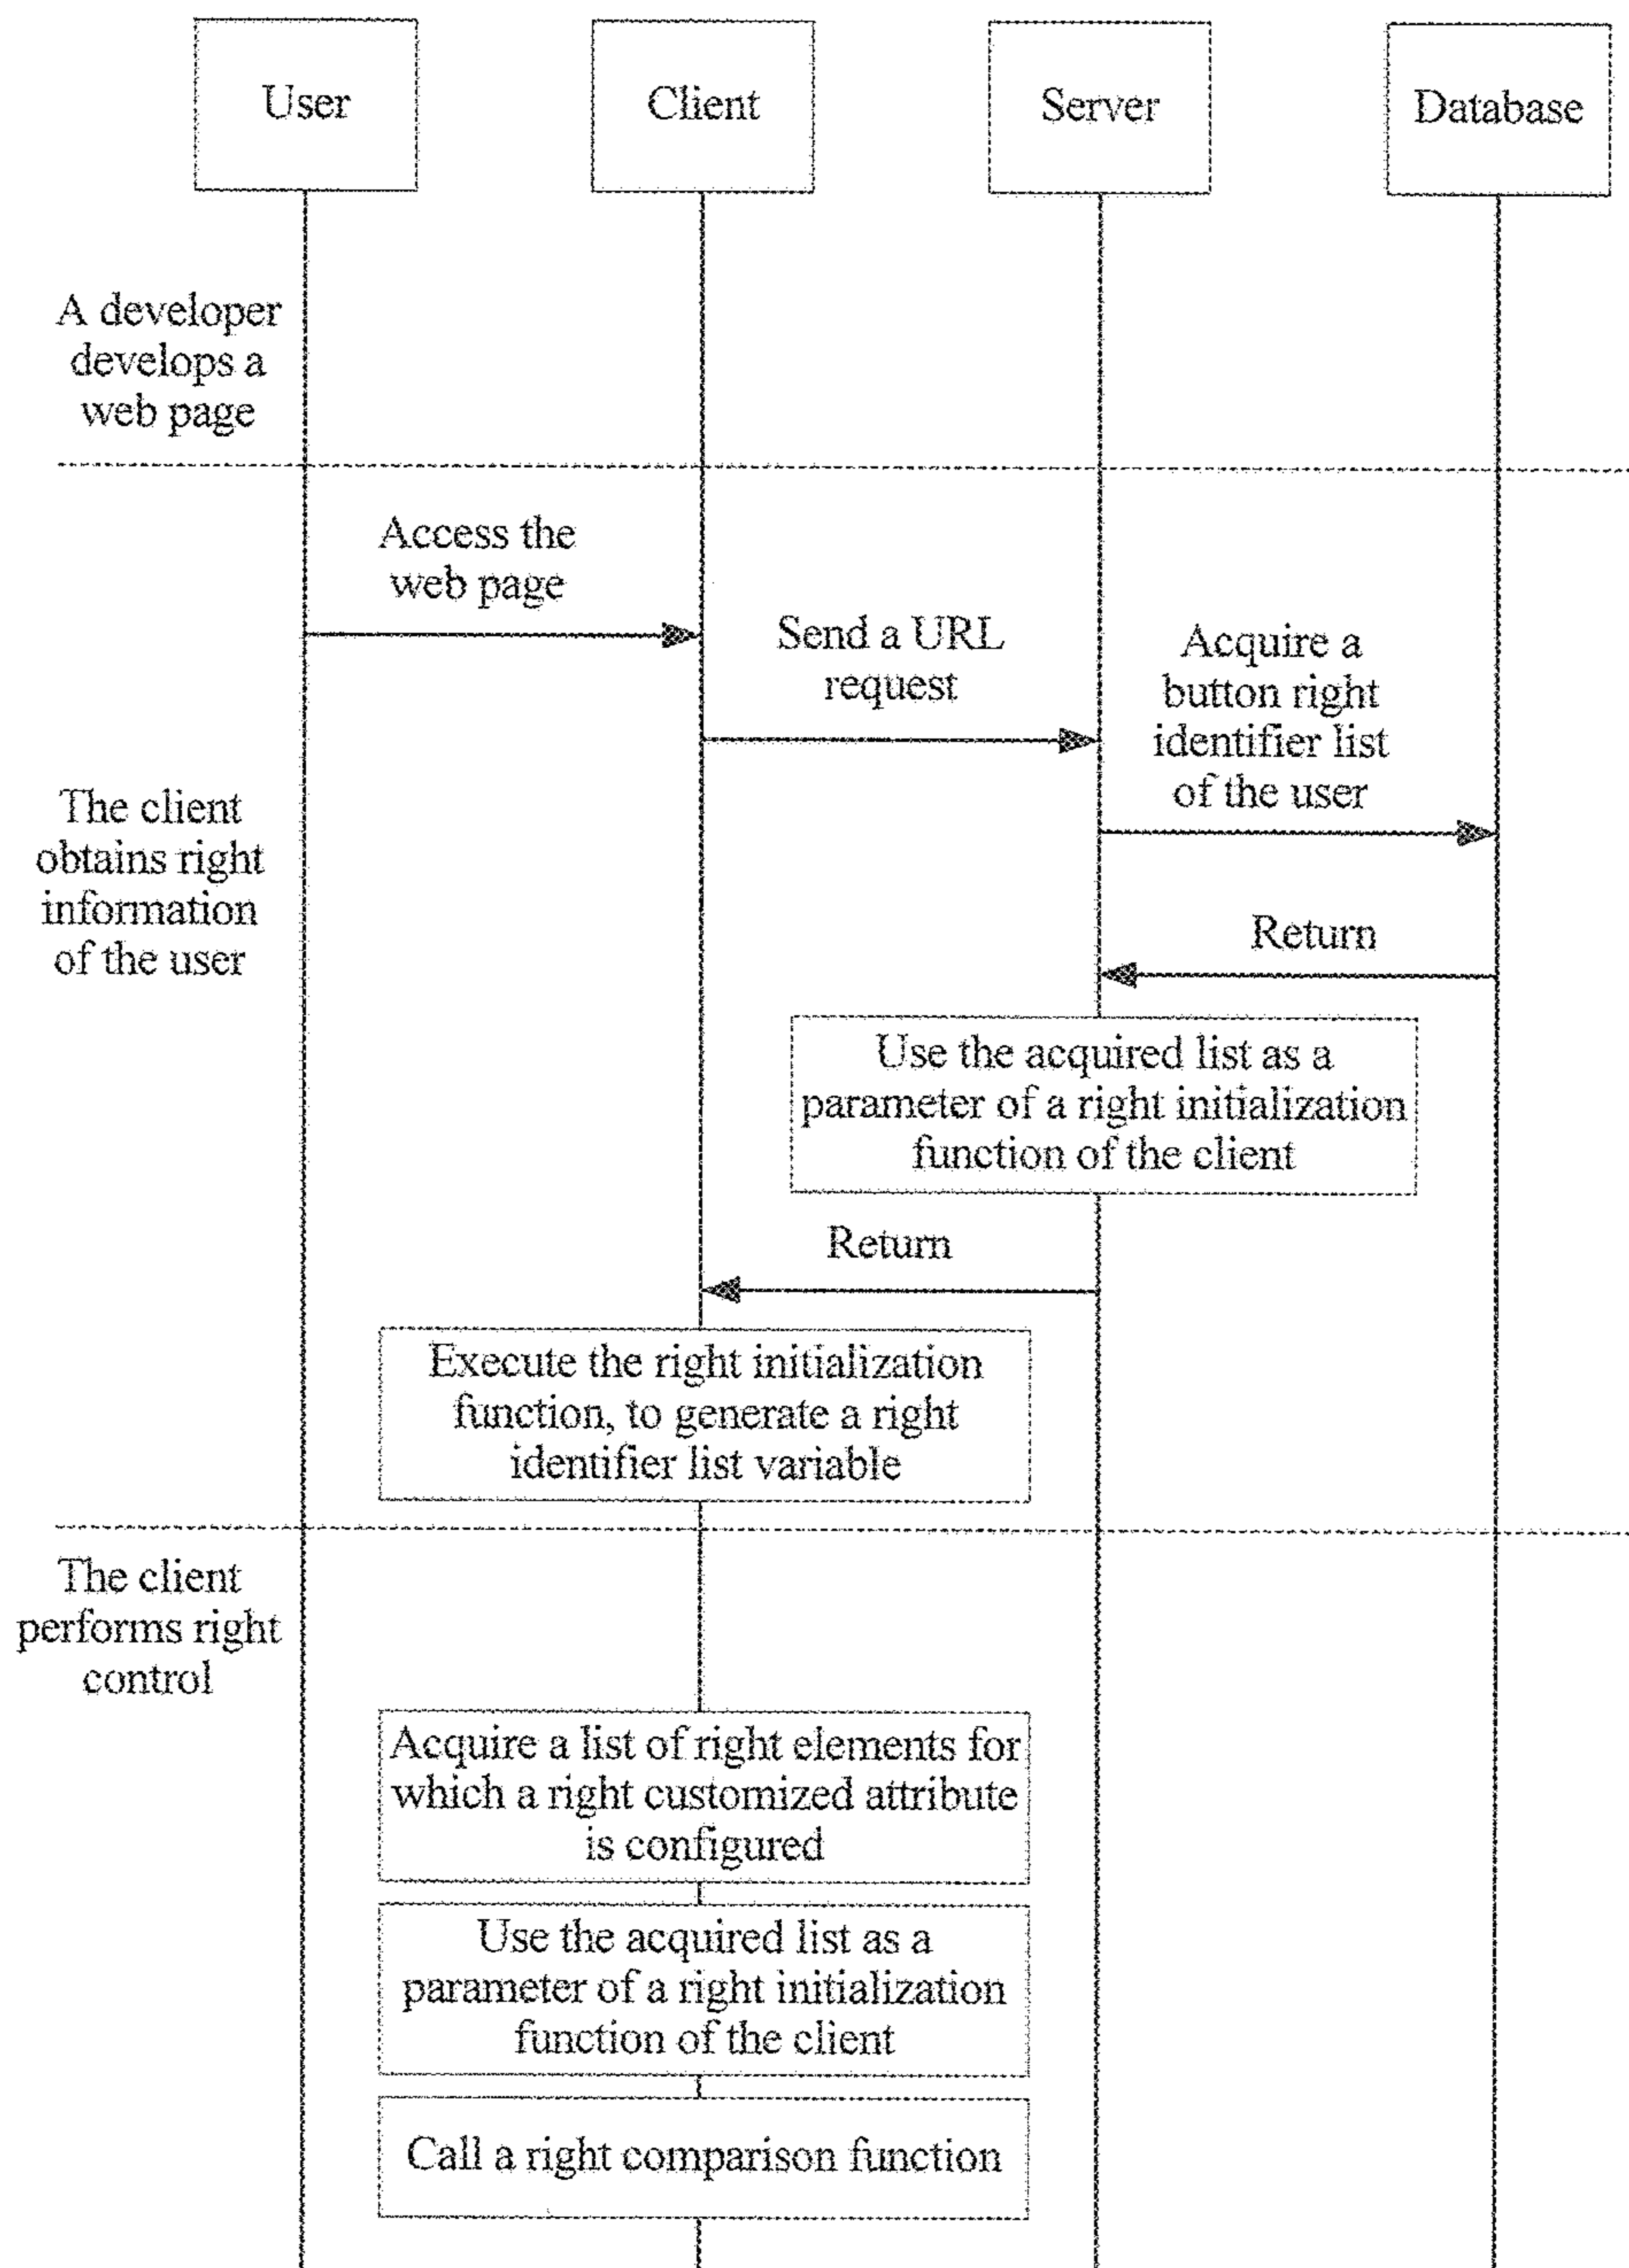 User
Client
Server
Database
A developer
develops a
web page
Access the
web page
Send a URL
request
Acquire a
button right
identifier list
of the user
The client
obtains right
information
of the user
Return
Use the acquired list as a
parameter of a right initialization
function of the client
Return
Execute the right initialization
function, to generate a right
identifier list variable
The client
performs right
control
Acquire a list of right elements for
which a right customized attribute
is configured
Use the acquired list as a
parameter of a right initialization
function of the client
Call a right comparison function